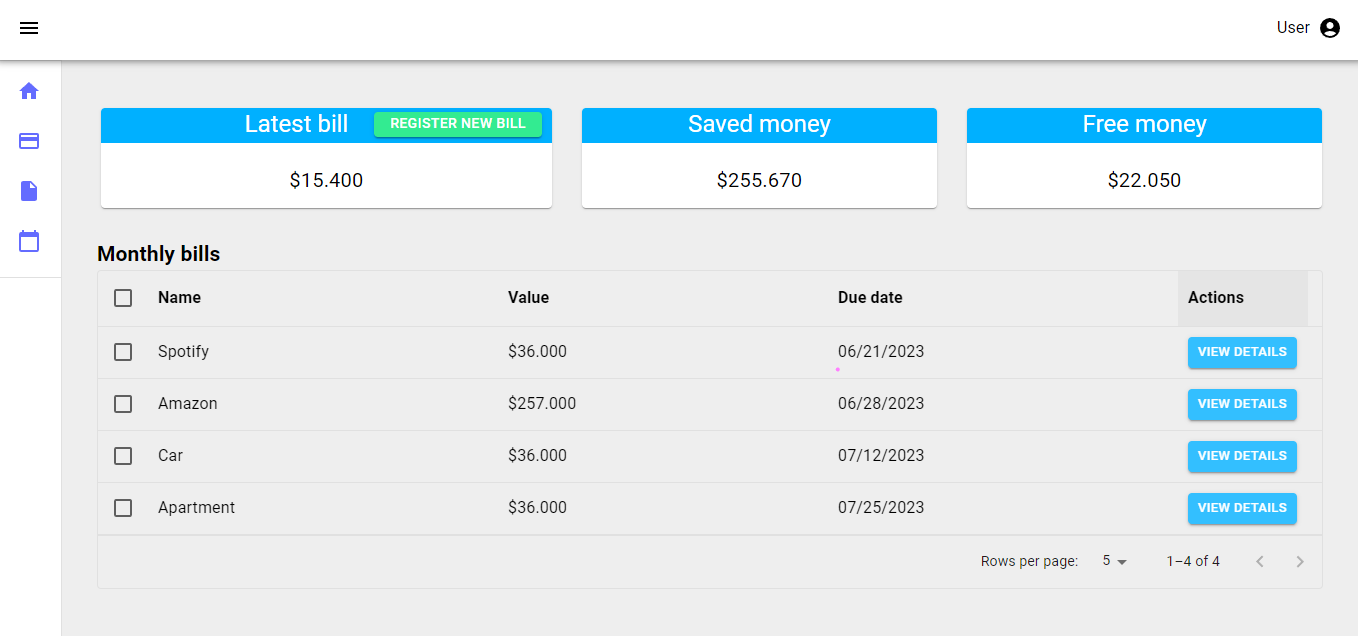 User
Latest bill REGISTER NEW BILL Saved money Free money
$15.400 $255.670 $22.050
Monthly bills
Name Value Due date Actions
Spotify $36.000 06/21/2023 VIEW DETAILS
Amazon $257.000 06/28/2023 VIEW DETAILS
Car $36.000 07/12/2023 VIEW DETAILS
Apartment $36.000 07/25/2023 VIEW DETAILS
Rows per page: 5 1–4 of 4